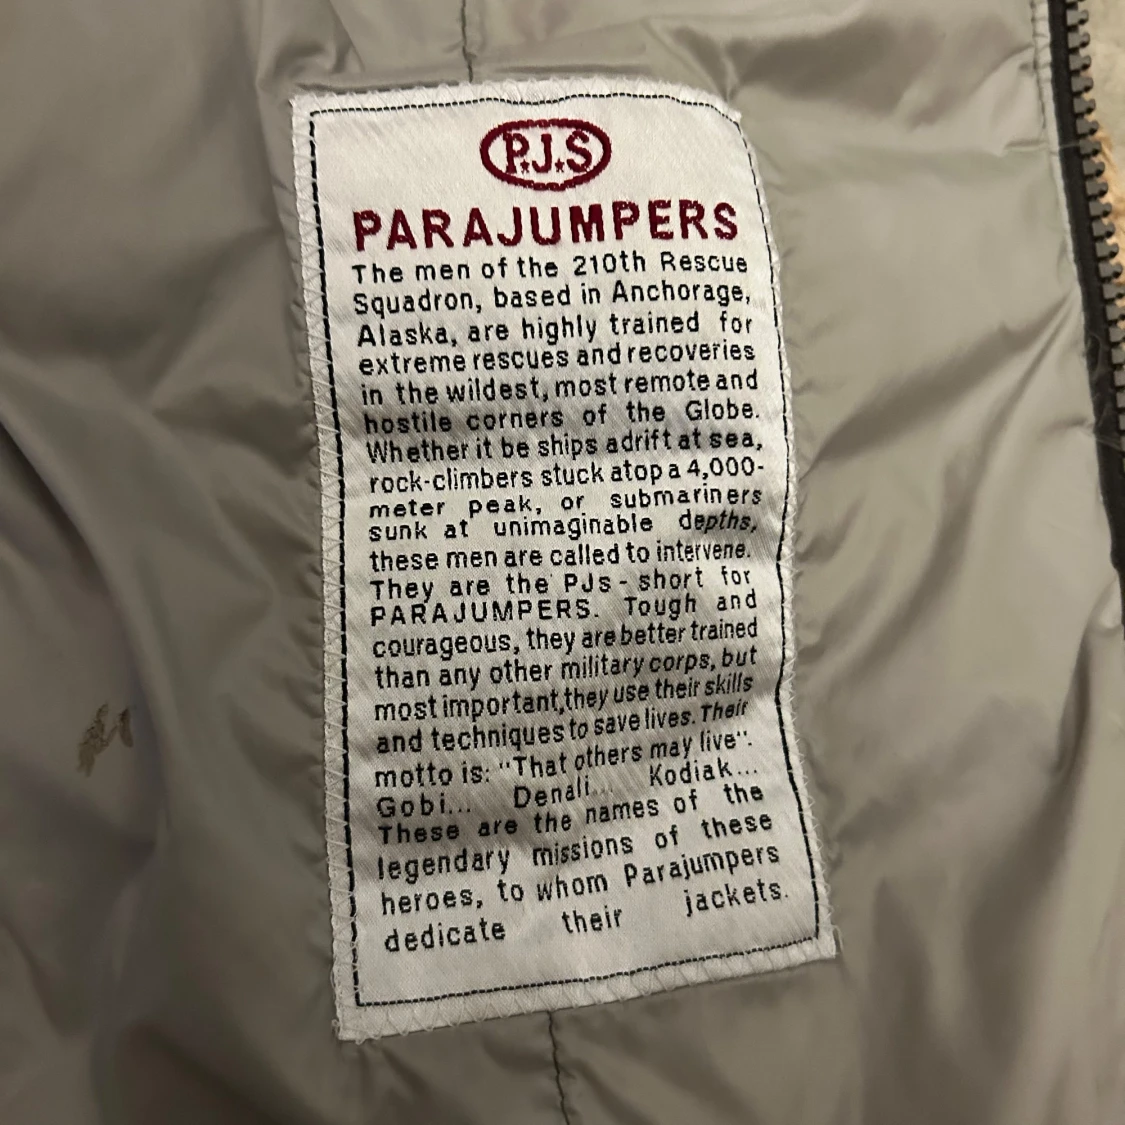 P.J.S
PARAJUMPERS
The men of the 210th Rescue
Squadron, based in Anchorage,
Alaska, are highly trained for
extreme rescues and recoveries
in the wildest, most remote and
hostile corners of the Globe.
Whether it be ships adrift at sea,
rock-climbers stuck atop a 4,000-
meter peak, or submariners
sunk at unimaginable depths,
these men are called to intervene.
They are the PJs - short for
PARAJUMPERS. Tough and
courageous, they are better trained
than any other military corps, but
most important,they use their skills
and techniques to save lives. Their
motto is: "That others may live".
Gobi... Denali... Kodiak...
These are the names of the
legendary missions of these
heroes, to whom Parajumpers
dedicate their jackets.